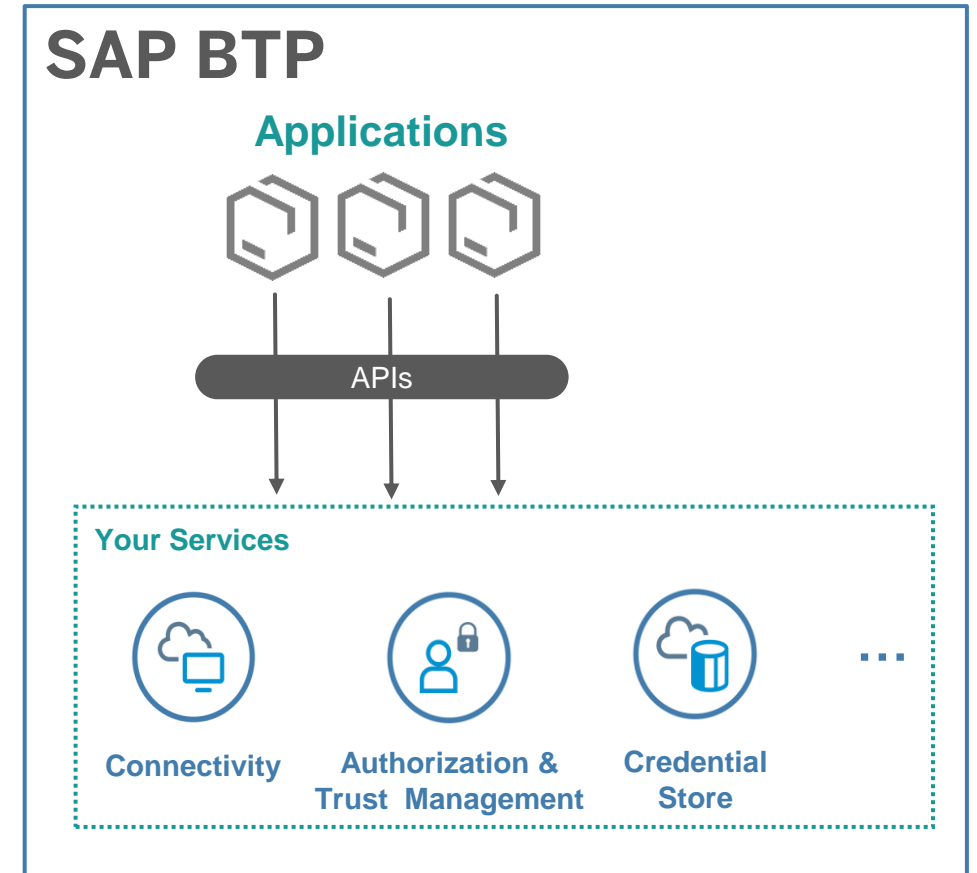 SAP BTP
Applications
APIs
Your Services
...
Connectivity
Authorization &
Trust Management
Credential
Store